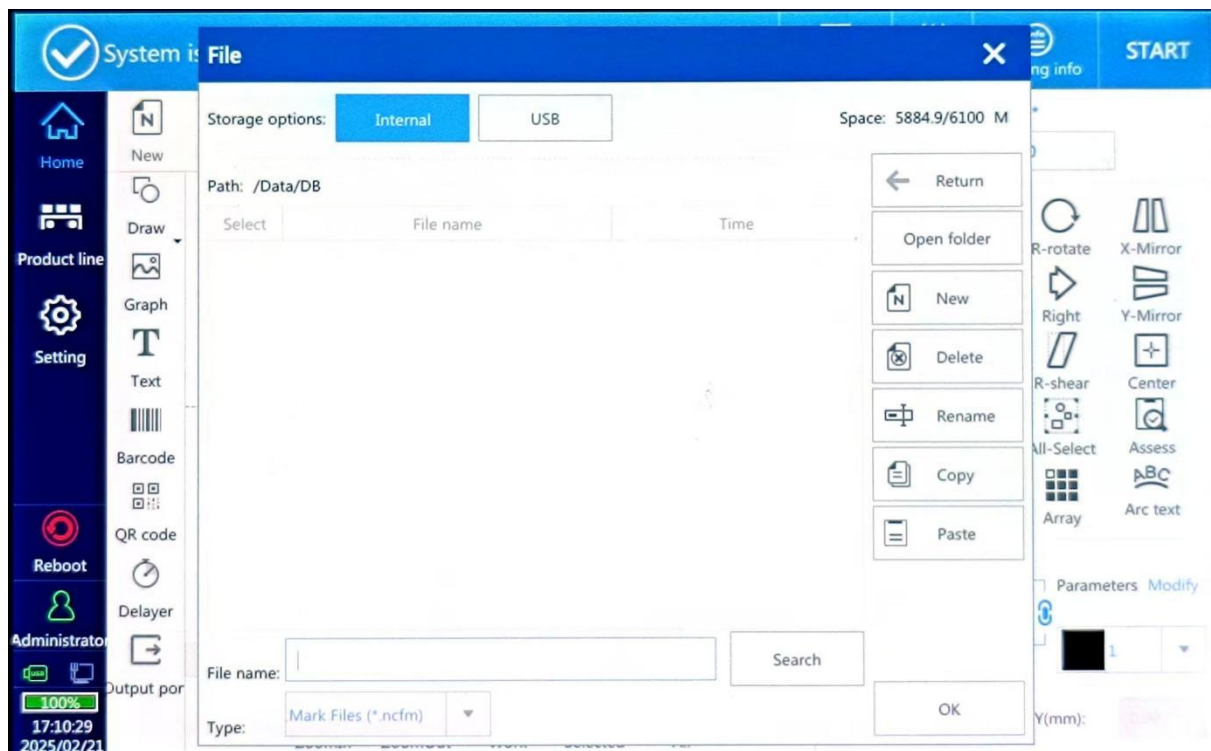 System is
START
ng info
File
Storage options: Internal USB
Space: 5884.9/6100 M
Path: /Data/DB
Select File name Time
Return
Open folder
New
Delete
Rename
Copy
Paste
File name:
Search
Type: Mark Files (*.ncfm)
OK
Home
Product line
Setting
Reboot
Administrator
100%
17:10:29
2025/02/21
New
Draw
Graph
Text
Barcode
QR code
Delayer
Output por
R-rotate X-Mirror
Right Y-Mirror
R-shear Center
All-Select Assess
Array Arc text
ABC
Parameters Modify
1
Y(mm):